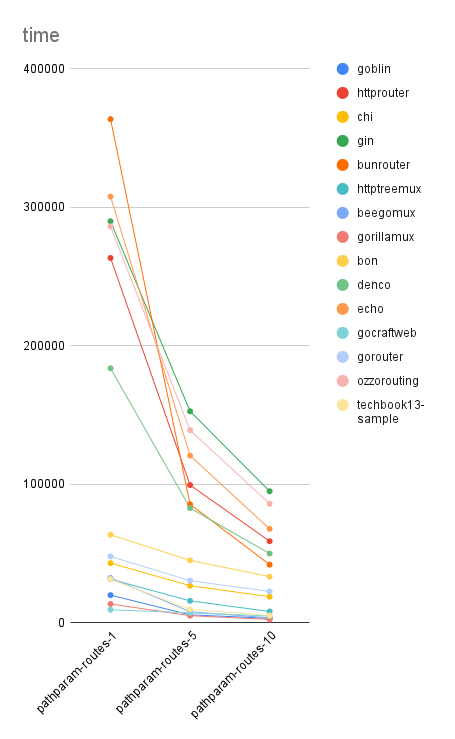 time
400000
300000
200000
100000
0
pathparam-routes-1
pathparam-routes-5
pathparam-routes-10
goblin
httprouter
chi
gin
bunrouter
httptreemux
beegomux
gorillamux
bon
denco
echo
gocraftweb
gorouter
ozzorouting
techbook13-
sample